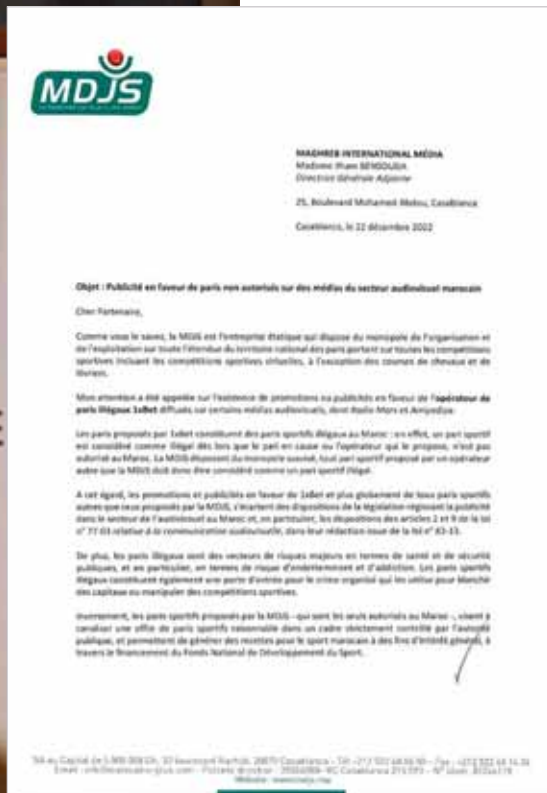 MDJS
MAGHREB INTERNATIONAL MÉDIA
Madame Ilham
Directrice Générale Adjointe
25, Boulevard Mohamed Abdou, Casablanca
Casablanca, le 22 décembre 2022
Objet : Publicité en faveur de paris non autorisés sur des médias du secteur audiovisuel marocain
Cher Partenaire,
Comme vous le savez, la MDJS est l'entreprise étatique qui dispose du monopole de l'organisation et
de l'exploitation sur toute l'étendue du territoire national des paris portant sur toutes les compétitions
sportives incluant les compétitions sportives virtuelles, à l'exception des courses de chevaux et de
lévriers.
Mon attention a été appelée sur l'existence de promotions ou publicités en faveur de l'opérateur de
paris illégaux 1xBet diffusés sur certains médias audiovisuels, dont Radio Mars et Arriyadiya.
Les paris proposés par 1xBet constituent des paris sportifs illégaux au Maroc : en effet, un pari sportif
est considéré comme illégal dès lors que le pari en cause ou l'opérateur qui le propose, n'est pas
autorisé au Maroc. La MDJS disposant du monopole susvisé, tout pari sportif proposé par un opérateur
autre que la MDJS doit donc être considéré comme un pari sportif illégal.
A cet égard, les promotions et publicités en faveur de 1xBet et plus globalement de tous paris sportifs
autres que ceux proposés par la MDJS, s'écartent des dispositions de la législation régissant la publicité
dans le secteur de l'audiovisuel au Maroc et, en particulier, les dispositions des articles 2 et 9 de la loi
n° 77-03 relative à la communication audiovisuelle, dans leur rédaction issue de la loi n° 83-13.
De plus, les paris illégaux sont des vecteurs de risques majeurs en termes de santé et de sécurité
publiques, et en particulier, en termes de risque d'endettement et d'addiction. Les paris sportifs
illégaux constituent également une porte d'entrée pour le crime organisé qui les utilise pour blanchir
des capitaux ou manipuler des compétitions sportives.
Inversement, les paris sportifs proposés par la MDJS - qui sont les seuls autorisés au Maroc -, visent à
canaliser une offre de paris sportifs raisonnable dans un cadre strictement contrôlé par l'autorité
publique, et permettent de générer des recettes pour le sport marocain à des fins d'intérêt général, à
travers le financement du Fonds National de Développement du Sport.